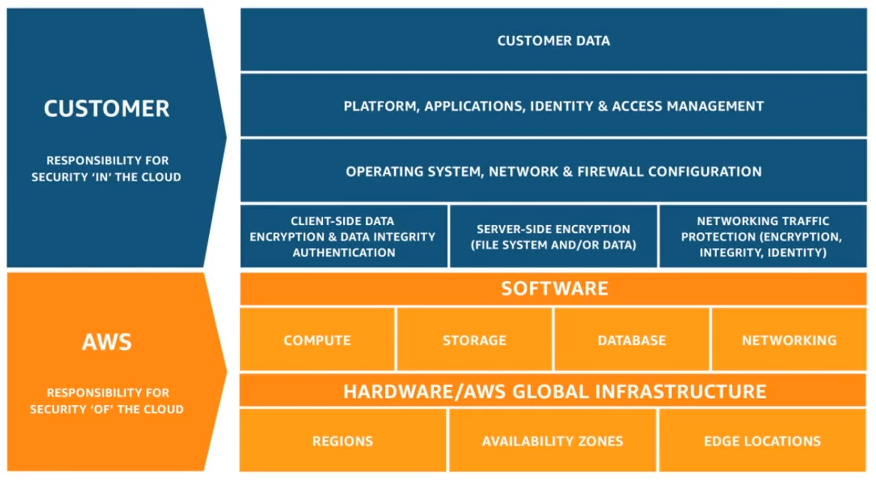 CUSTOMER
RESPONSIBILITY FOR
SECURITY ‘IN’ THE CLOUD
CUSTOMER DATA
PLATFORM, APPLICATIONS, IDENTITY & ACCESS MANAGEMENT
OPERATING SYSTEM, NETWORK & FIREWALL CONFIGURATION
CLIENT-SIDE DATA
ENCRYPTION & DATA INTEGRITY
AUTHENTICATION
SERVER-SIDE ENCRYPTION
(FILE SYSTEM AND/OR DATA)
NETWORKING TRAFFIC
PROTECTION (ENCRYPTION,
INTEGRITY, IDENTITY)
AWS
RESPONSIBILITY FOR
SECURITY ‘OF’ THE CLOUD
SOFTWARE
COMPUTE
STORAGE
DATABASE
NETWORKING
HARDWARE/AWS GLOBAL INFRASTRUCTURE
REGIONS
AVAILABILITY ZONES
EDGE LOCATIONS